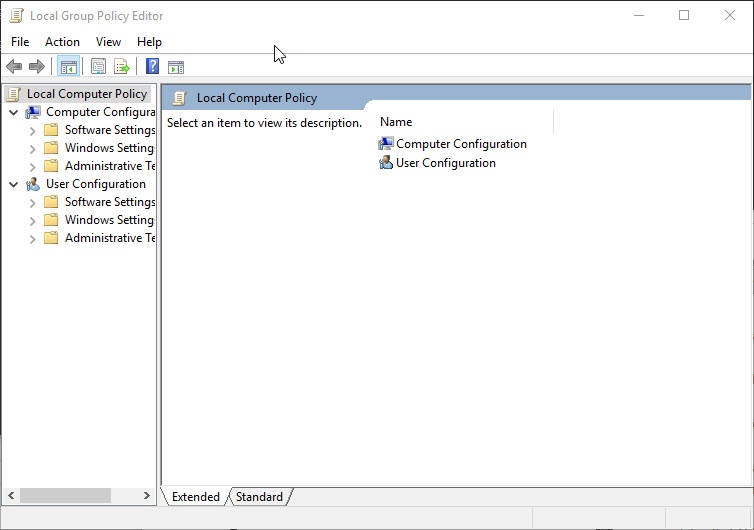 Local Group Policy Editor
File Action View Help
Local Computer Policy
Computer Configura
Software Settings
Windows Setting
Administrative Te
User Configuration
Software Settings
Windows Setting
Administrative Te
Local Computer Policy
Select an item to view its description.
Name
Computer Configuration
User Configuration
Extended Standard